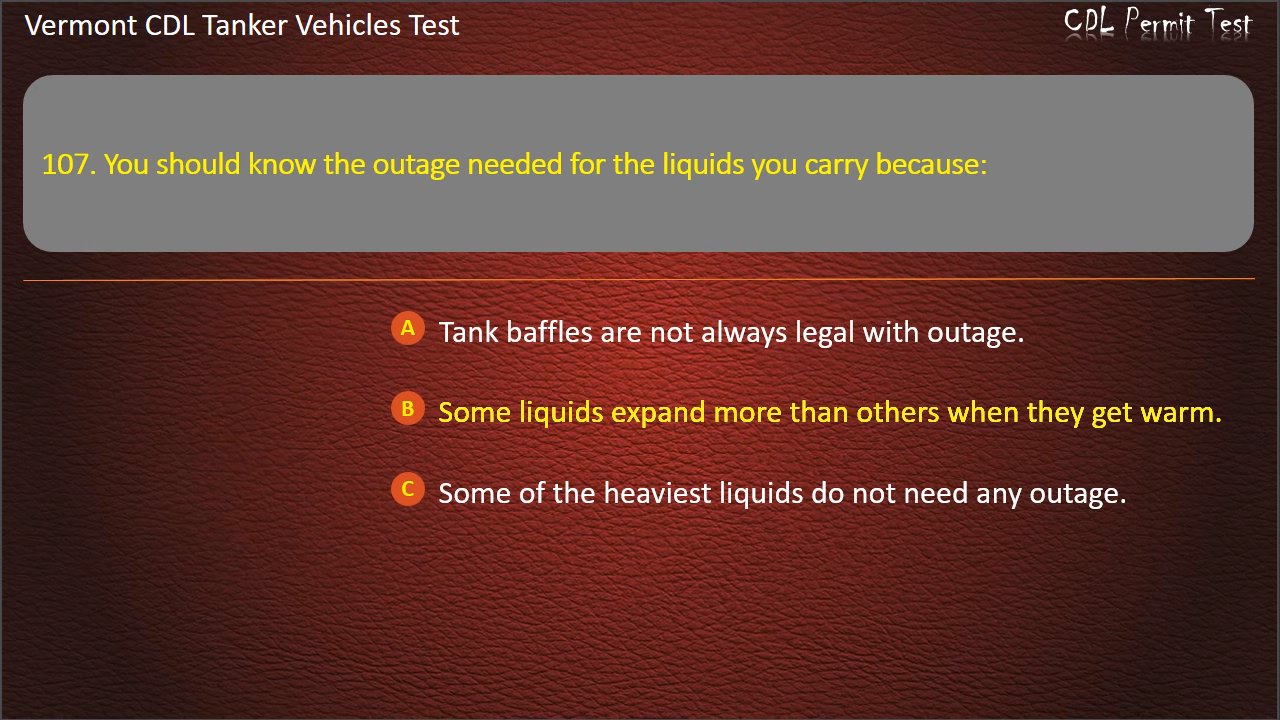 Vermont CDL Tanker Vehicles Test
CDL Permit Test
107. You should know the outage needed for the liquids you carry because:
A Tank baffles are not always legal with outage.
B Some liquids expand more than others when they get warm.
C Some of the heaviest liquids do not need any outage.